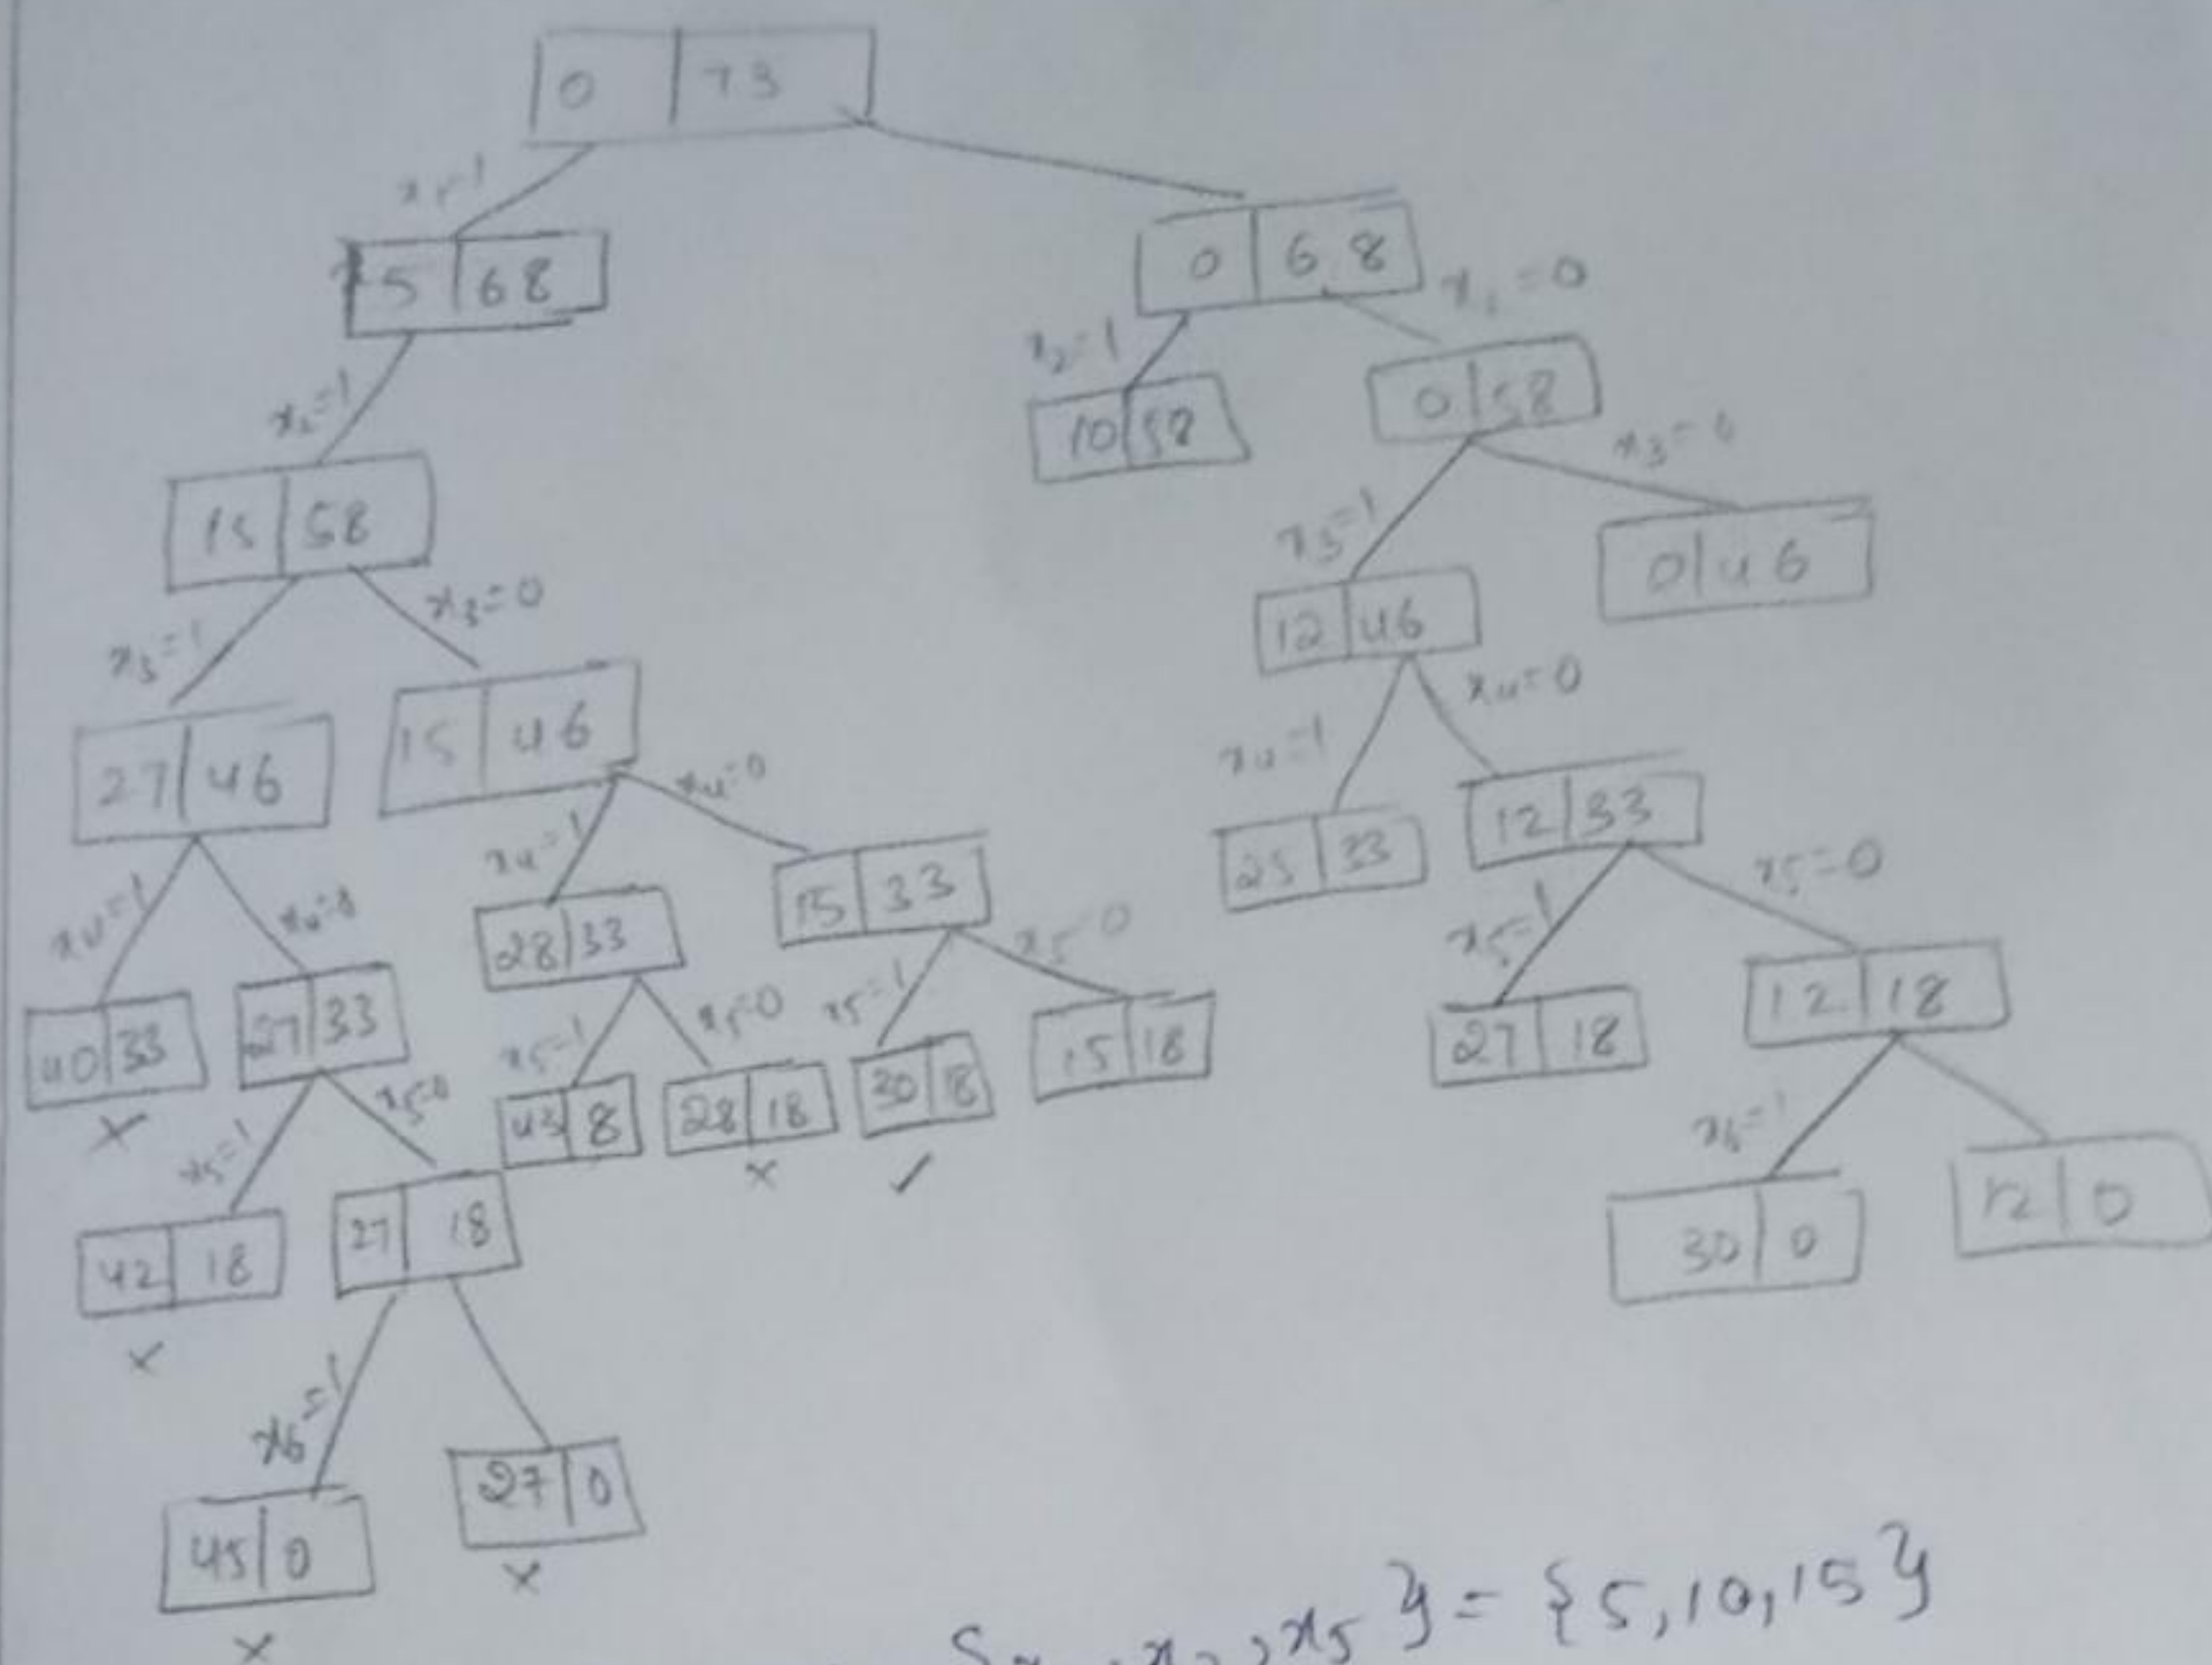 0 | 73
x1=1
5 | 68
0 | 68
x1=0
x2=1
x2=1
10 | 58
0 | 58
x3=0
15 | 58
x3=1
0 | 46
x3=1
x3=0
12 | 46
27 | 46
15 | 46
x4=0
x4=1
x4=0
x4=1
x4=1
x4=0
28 | 33
15 | 33
25 | 33
12 | 33
x5=0
40 | 33
27 | 33
x5=1
x5=0
x5=1
x5=0
x5=1
x5=1
x5=0
43 | 8
28 | 18
30 | 18
15 | 18
27 | 18
12 | 18
x
x
✓
42 | 18
27 | 18
x6=1
30 | 0
12 | 0
x
x6=1
45 | 0
27 | 0
x
x
, x5 } = {5,10,15}